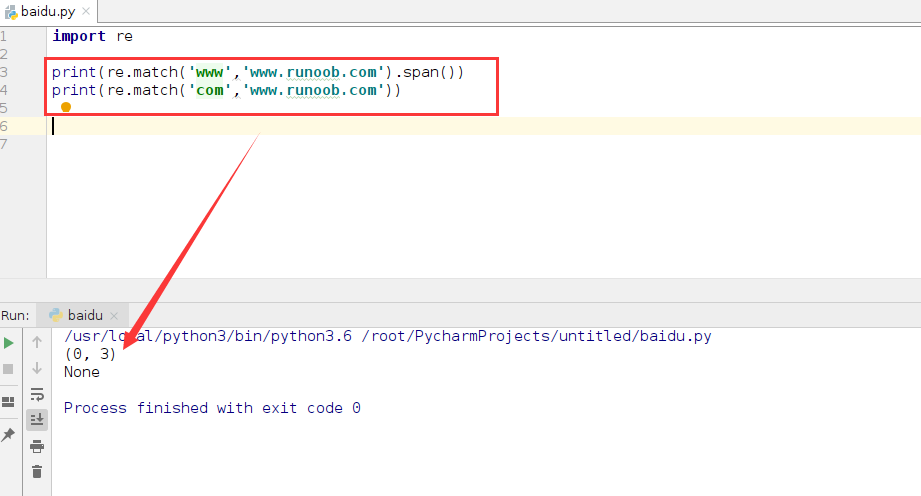 baidu.py
1 import re
2
3 print(re.match('www','www.runoob.com').span())
4 print(re.match('com','www.runoob.com'))
5
6
7
Run: baidu
/usr/local/python3/bin/python3.6 /root/PycharmProjects/untitled/baidu.py
(0, 3)
None
Process finished with exit code 0